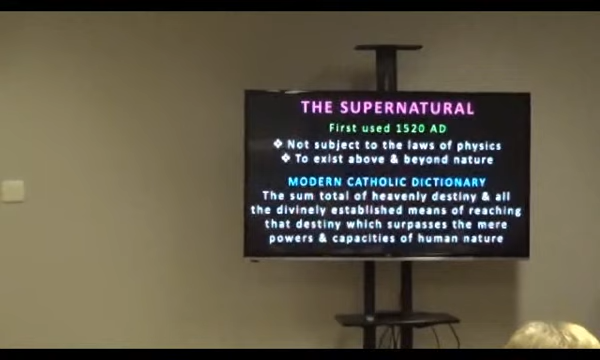 THE SUPERNATURAL
First used 1520 AD
❖ Not subject to the laws of physics
❖ To exist above & beyond nature
MODERN CATHOLIC DICTIONARY
The sum total of heavenly destiny & all
the divinely established means of reaching
that destiny which surpasses the mere
powers & capacities of human nature